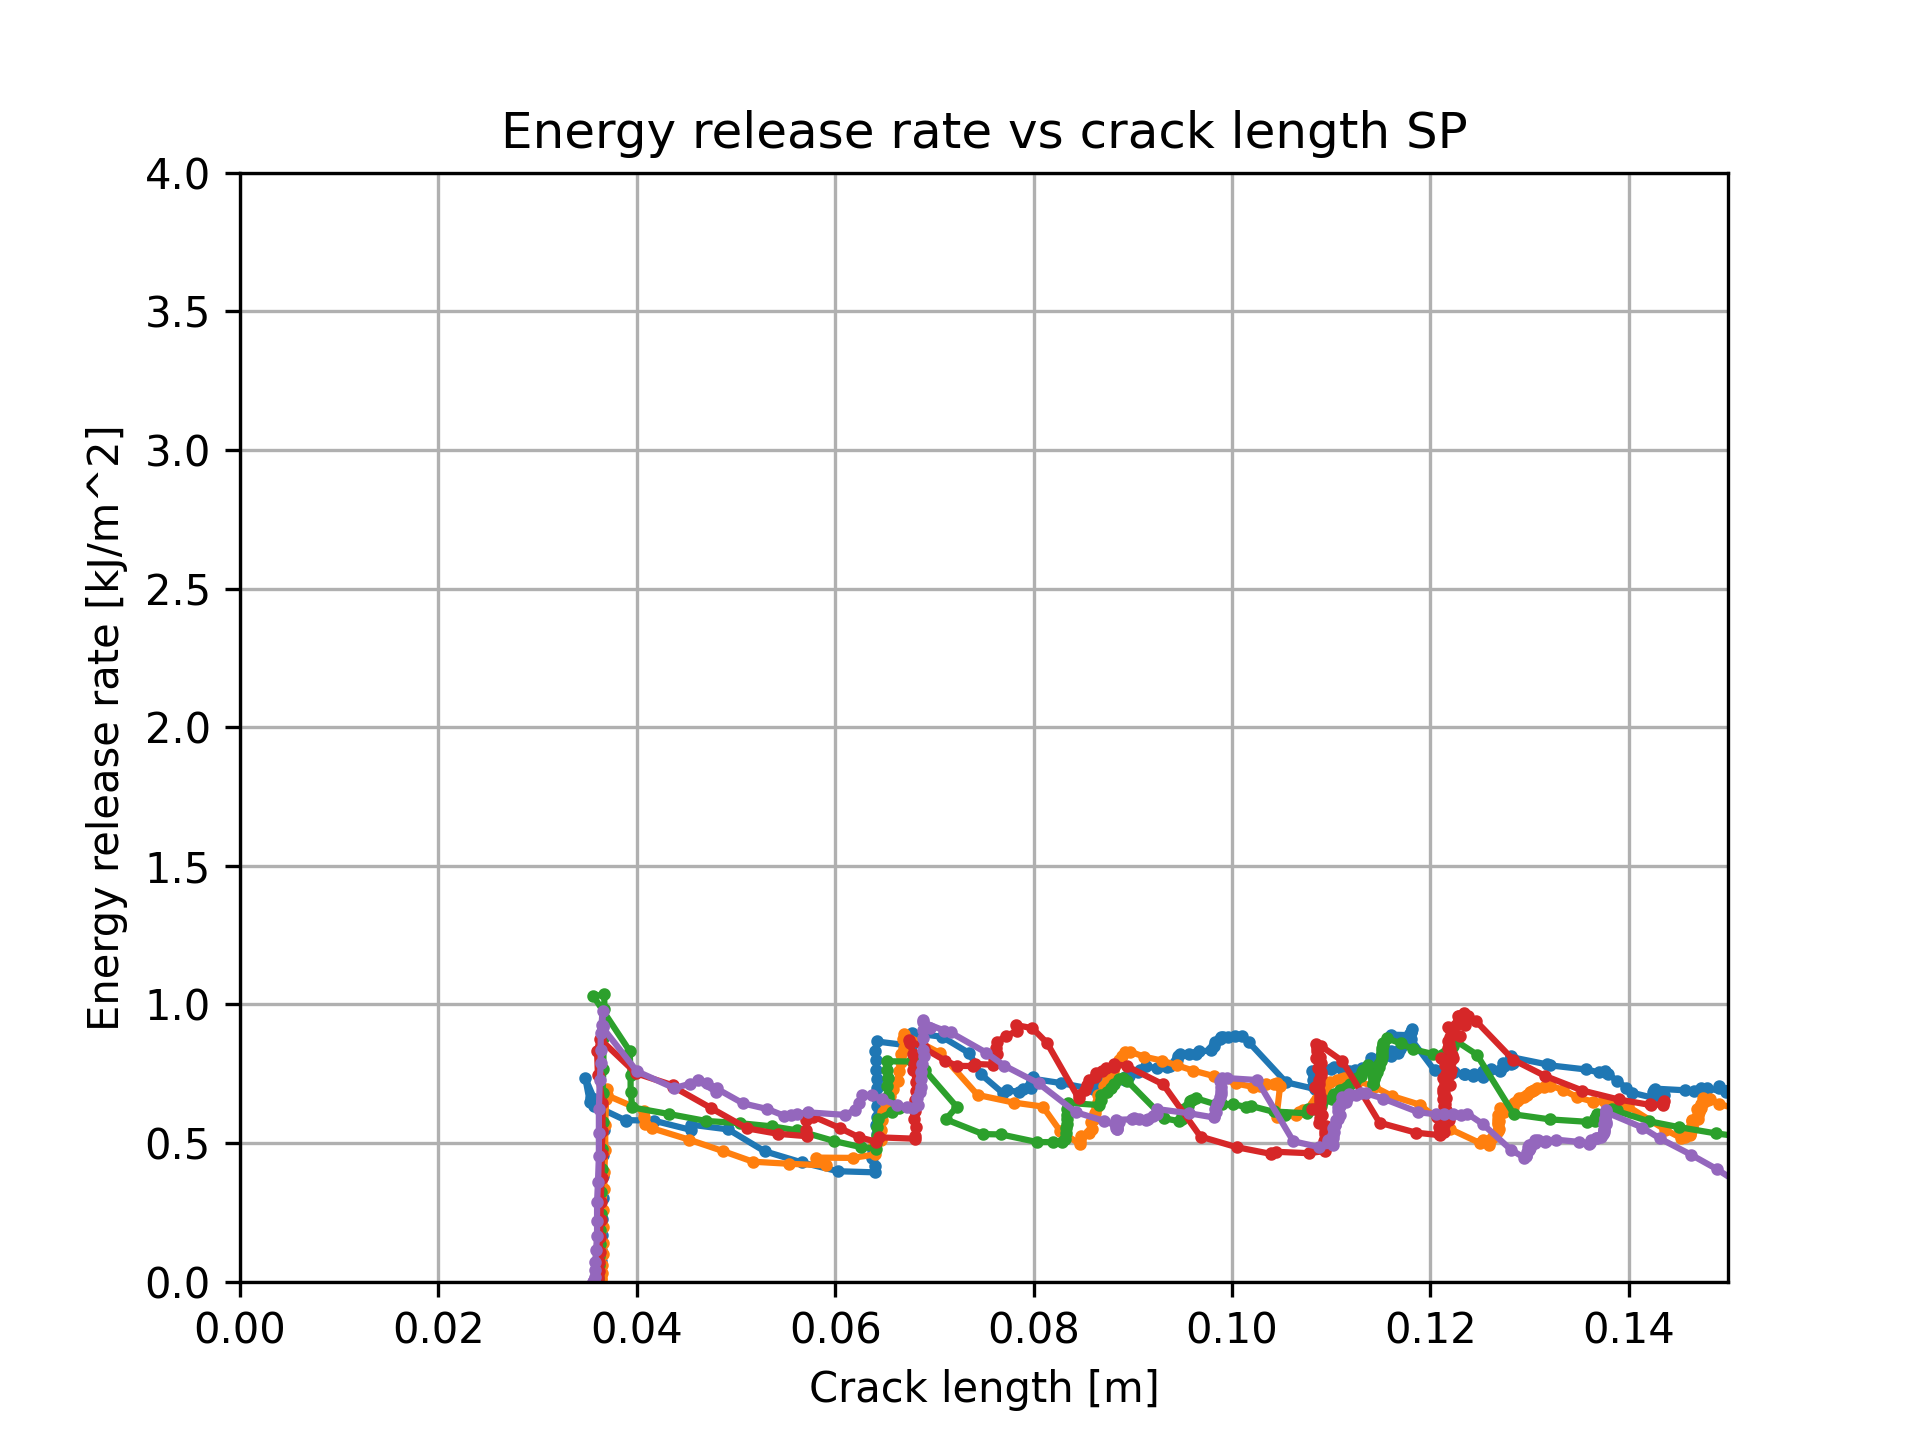 Energy release rate vs crack length SP
4.0
3.5
3.0
2.5
2.0
1.5
1.0
0.5
0.0
Energy release rate [kJ/m^2]
0.00 0.02 0.04 0.06 0.08 0.10 0.12 0.14
Crack length [m]